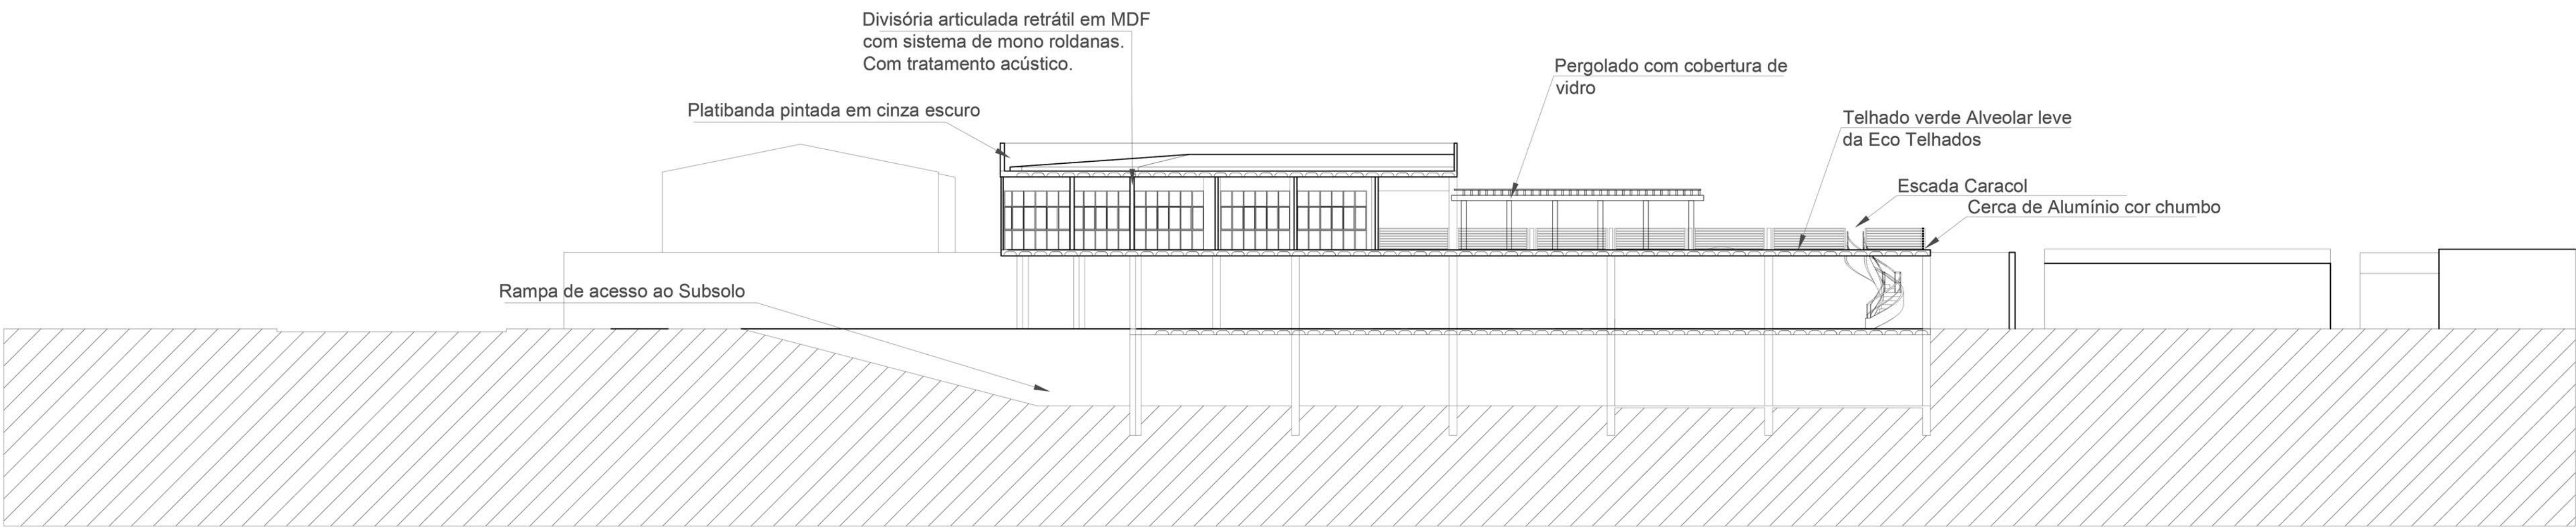 Divisória articulada retrátil em MDF
com sistema de mono roldanas.
Com tratamento acústico.
Pergolado com cobertura de
vidro
Platibanda pintada em cinza escuro
Telhado verde Alveolar leve
da Eco Telhados
Escada Caracol
Cerca de Alumínio cor chumbo
Rampa de acesso ao Subsolo